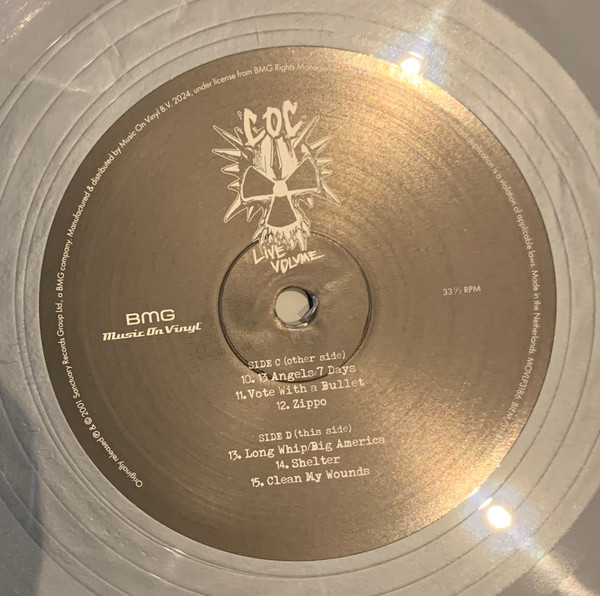 COC
LIVE
VOLUME
33⅓ RPM
BMG
Music On Vinyl
SIDE C (other side)
10. 13 Angels/7 Days
11. Vote With a Bullet
12. Zippo
SIDE D (this side)
13. Long Whip/Big America
14. Shelter
15. Clean My Wounds
Originally released ℗ & © 2001 Sanctuary Records Group Ltd., a BMG company. Manufactured & distributed by Music On Vinyl B.V. 2024, under license from BMG Rights duplication is a violation of applicable laws. Made in the Netherlands. MOVLP3186